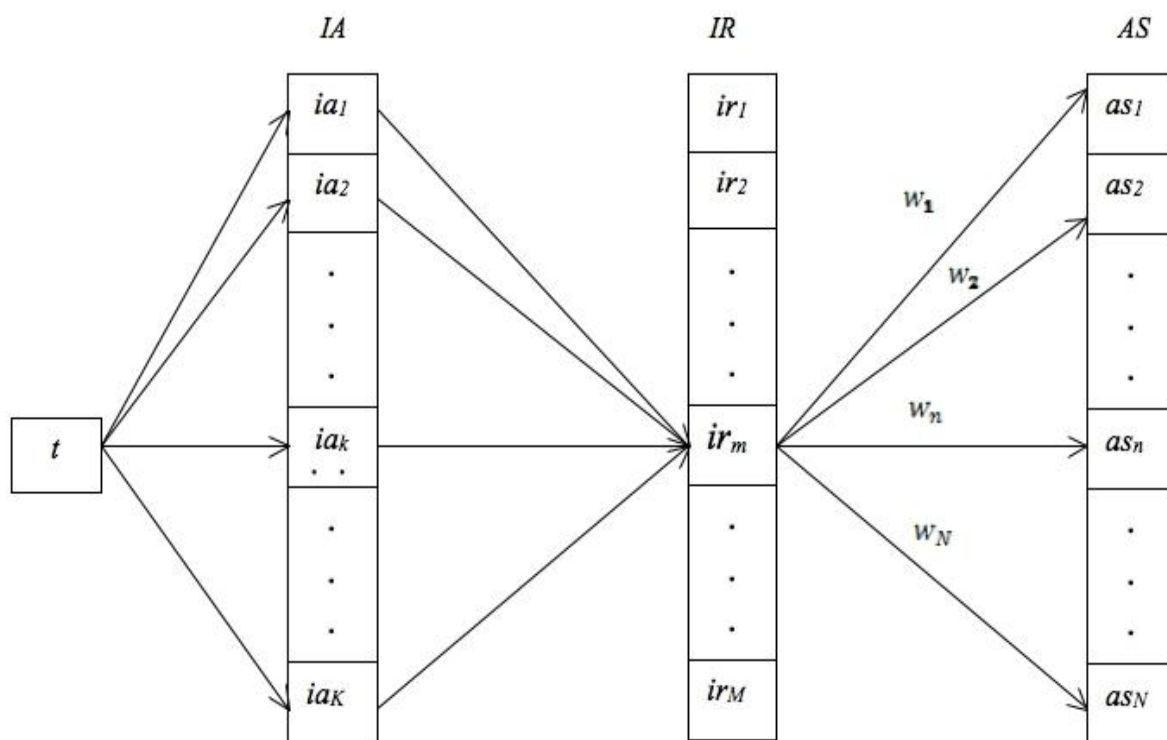 IA IR AS
ia1 ir1 as1
ia2 ir2 as2
w1
w2
wn
t iak irm asn
wN
iaK irM asN